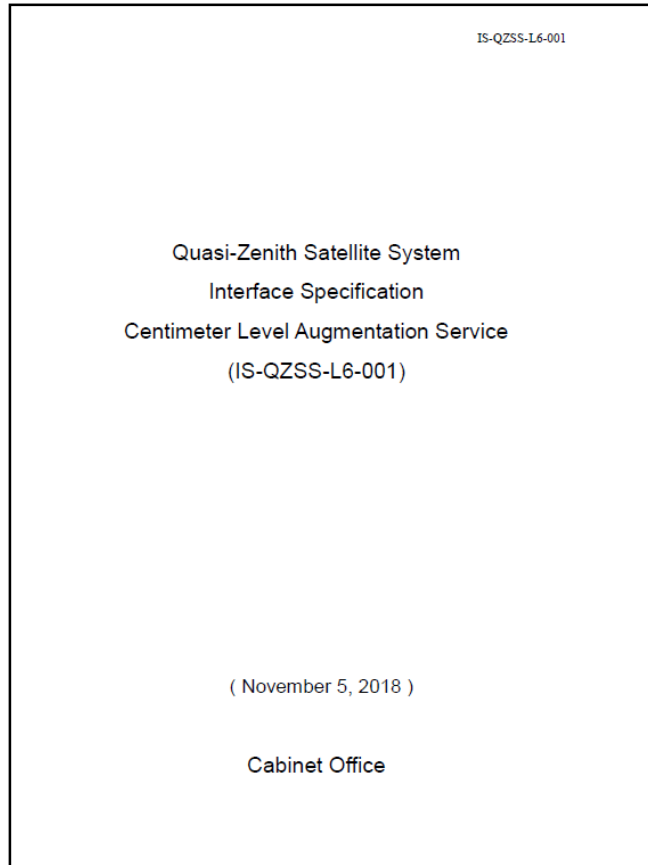 IS-QZSS-L6-001
Quasi-Zenith Satellite System
Interface Specification
Centimeter Level Augmentation Service
(IS-QZSS-L6-001)
( November 5, 2018 )
Cabinet Office